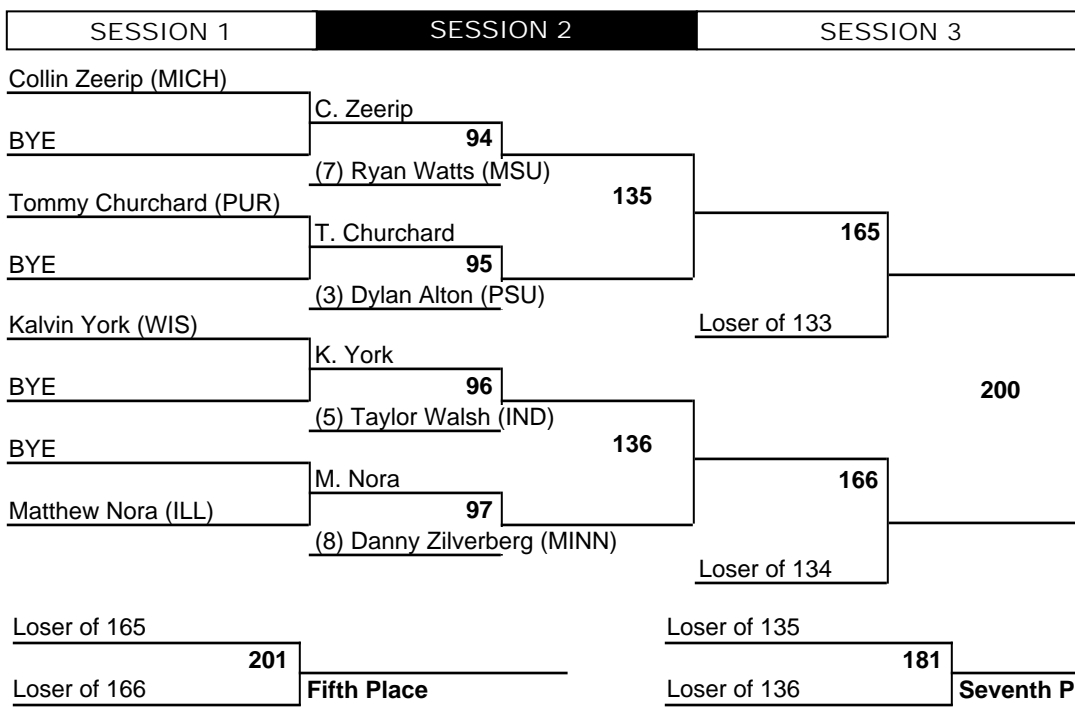 SESSION 1 SESSION 2 SESSION 3
Collin Zeerip (MICH)
C. Zeerip
BYE
94
(7) Ryan Watts (MSU)
135
Tommy Churchard (PUR)
T. Churchard
165
BYE
95
(3) Dylan Alton (PSU)
Kalvin York (WIS)
Loser of 133
K. York
BYE
96
200
(5) Taylor Walsh (IND)
136
BYE
M. Nora
166
Matthew Nora (ILL)
97
(8) Danny Zilverberg (MINN)
Loser of 134
Loser of 165
201
Loser of 166
Fifth Place
Loser of 135
181
Loser of 136
Seventh P